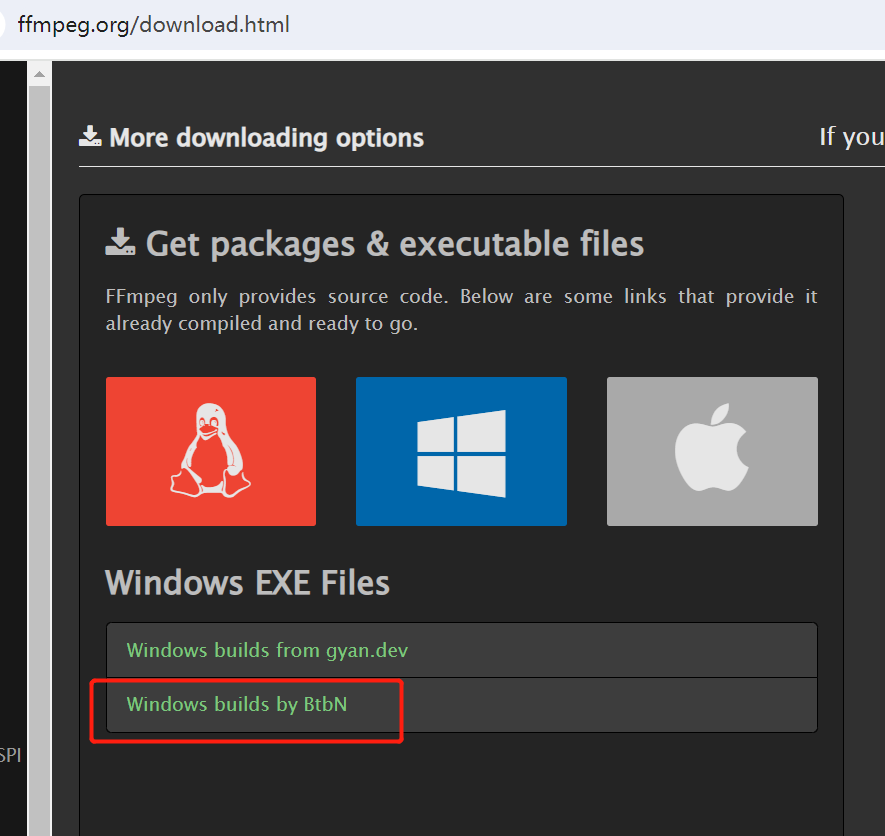 ffmpeg.org/download.html
More downloading options
If you
Get packages & executable files
FFmpeg only provides source code. Below are some links that provide it
already compiled and ready to go.
Windows EXE Files
Windows builds from gyan.dev
Windows builds by BtbN
SPI